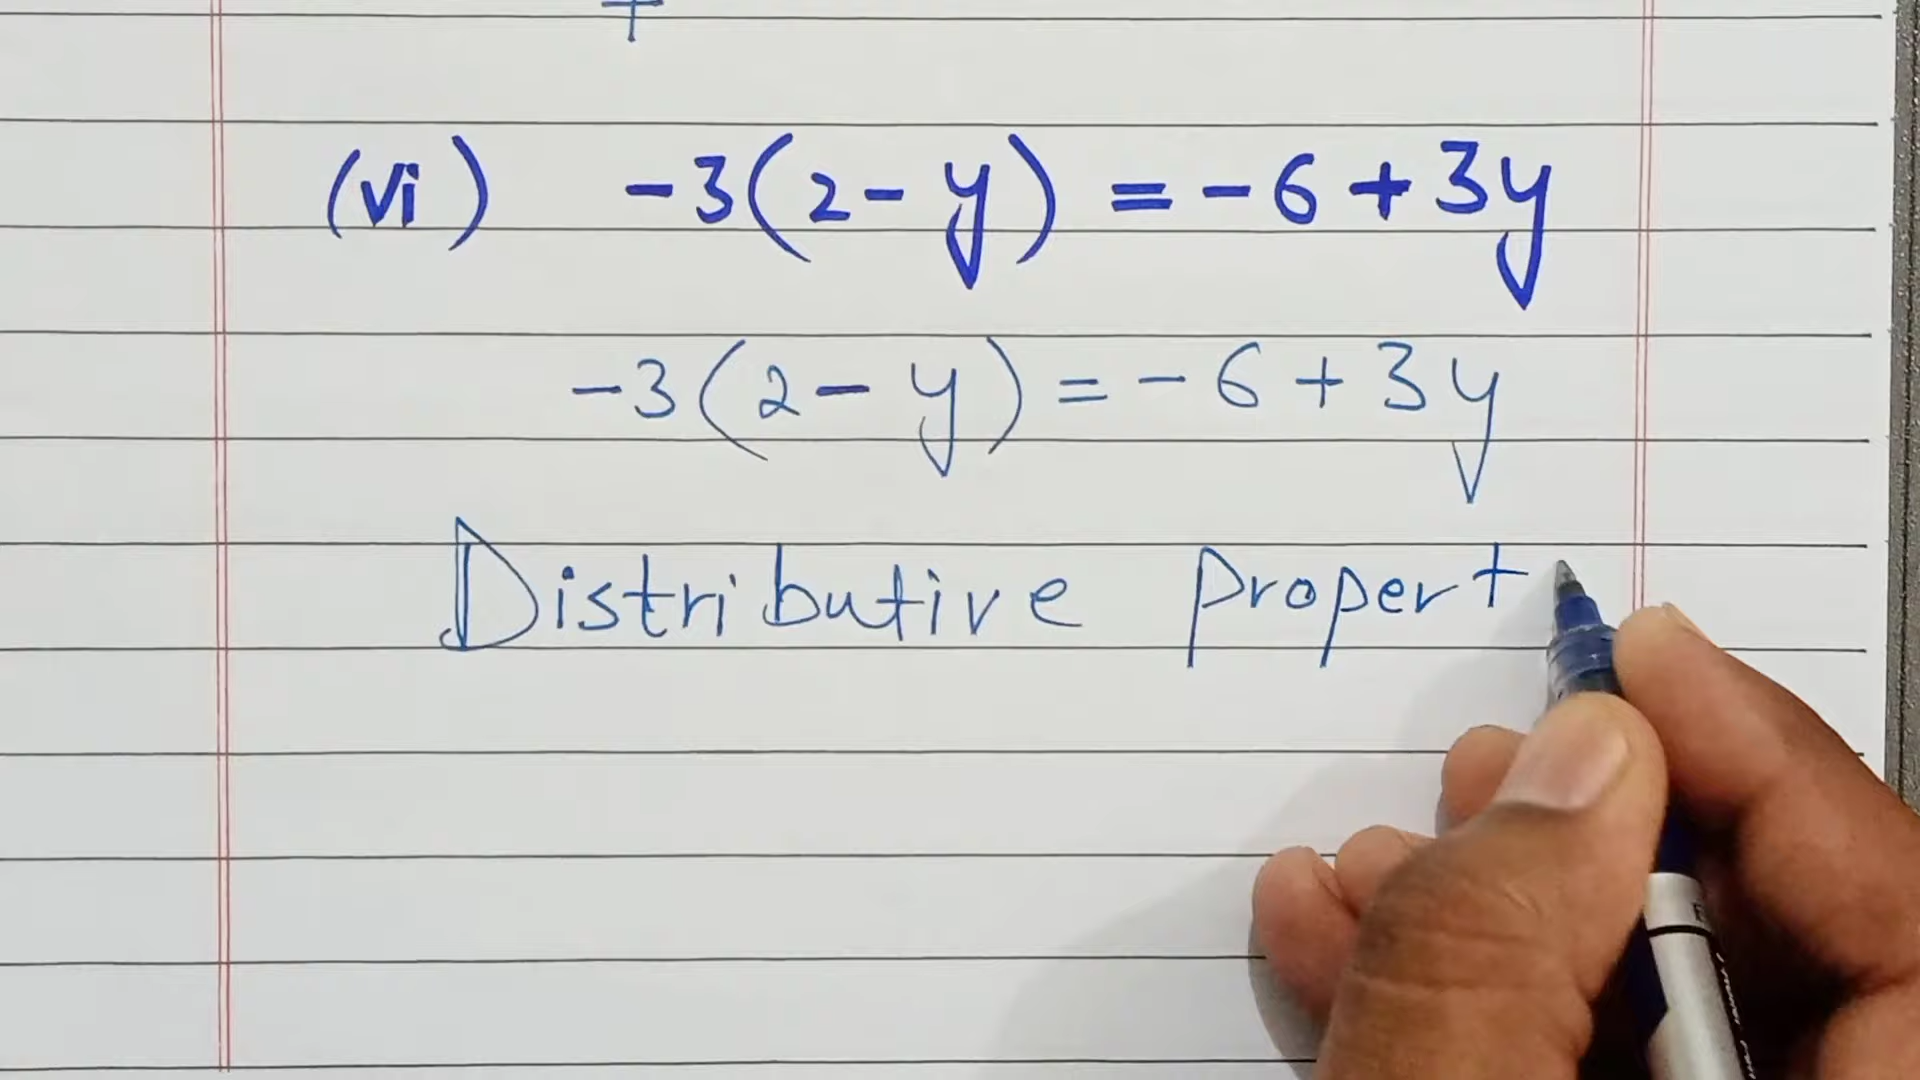 (vi) -3(2-y) = -6+3y
-3(2-y) = -6+3y
Distributive Propert